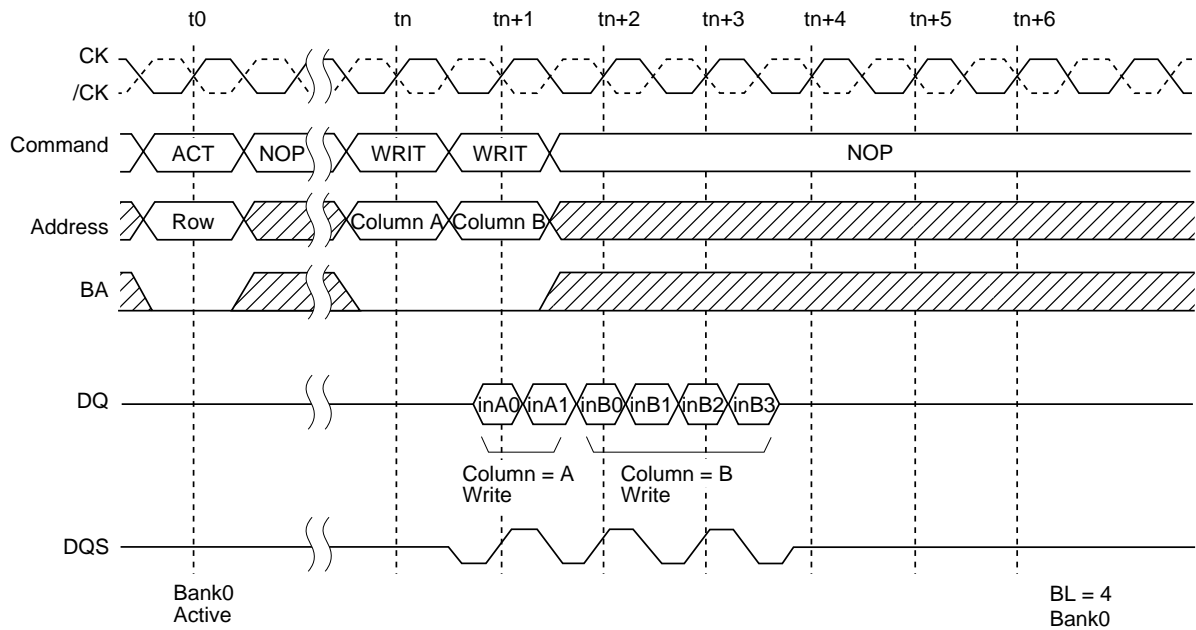 t0 tn tn+1 tn+2 tn+3 tn+4 tn+5 tn+6
CK
/CK
Command ACT NOP WRIT WRIT NOP
Address Row Column A Column B
BA
DQ inA0 inA1 inB0 inB1 inB2 inB3
Column = A Column = B
Write Write
DQS
Bank0 BL = 4
Active Bank0